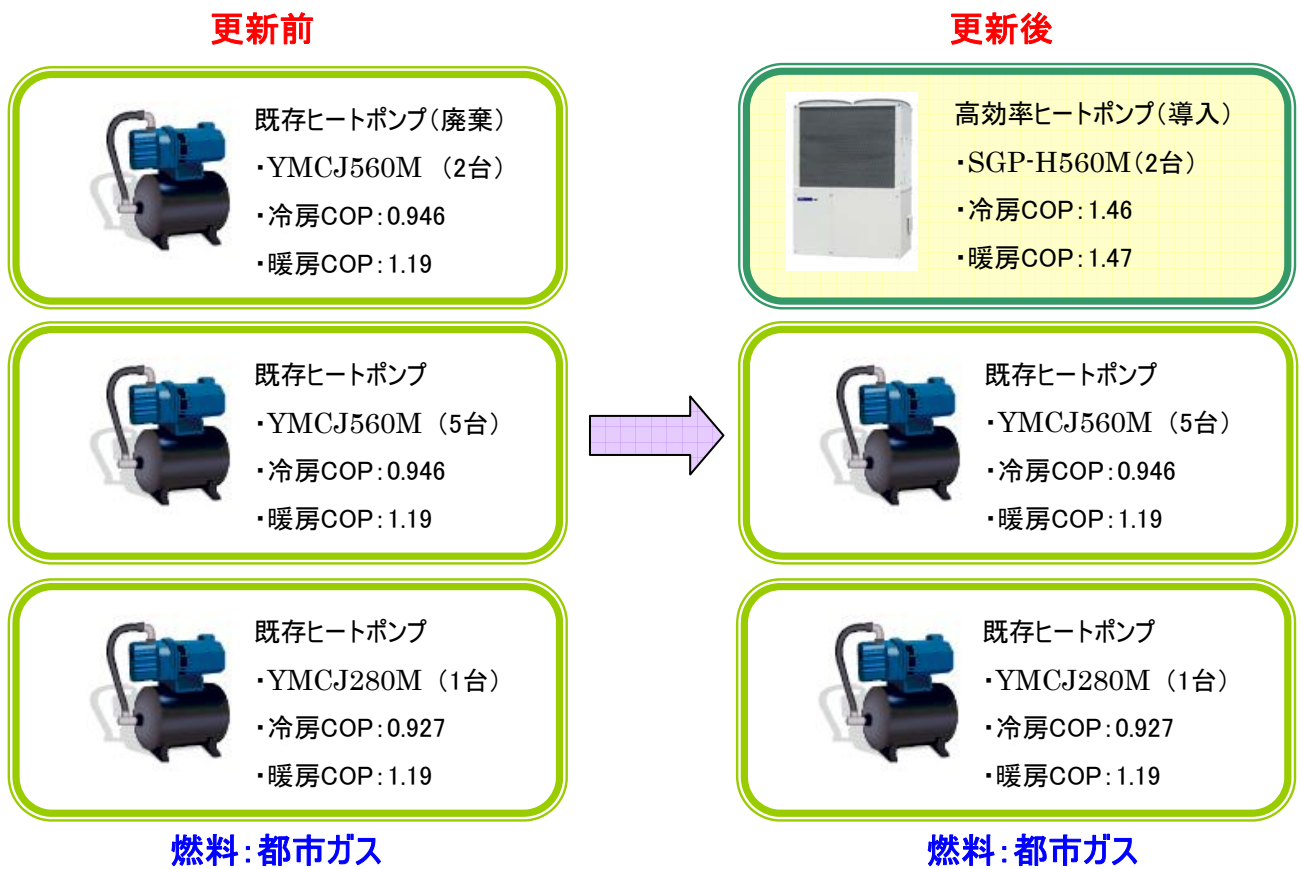 更新前
既存ヒートポンプ（廃棄）
・YMCJ560M （2台）
・冷房COP：0.946
・暖房COP：1.19
既存ヒートポンプ
・YMCJ560M （5台）
・冷房COP：0.946
・暖房COP：1.19
既存ヒートポンプ
・YMCJ280M （1台）
・冷房COP：0.927
・暖房COP：1.19
燃料：都市ガス
更新後
高効率ヒートポンプ（導入）
・SGP-H560M（2台）
・冷房COP：1.46
・暖房COP：1.47
既存ヒートポンプ
・YMCJ560M （5台）
・冷房COP：0.946
・暖房COP：1.19
既存ヒートポンプ
・YMCJ280M （1台）
・冷房COP：0.927
・暖房COP：1.19
燃料：都市ガス